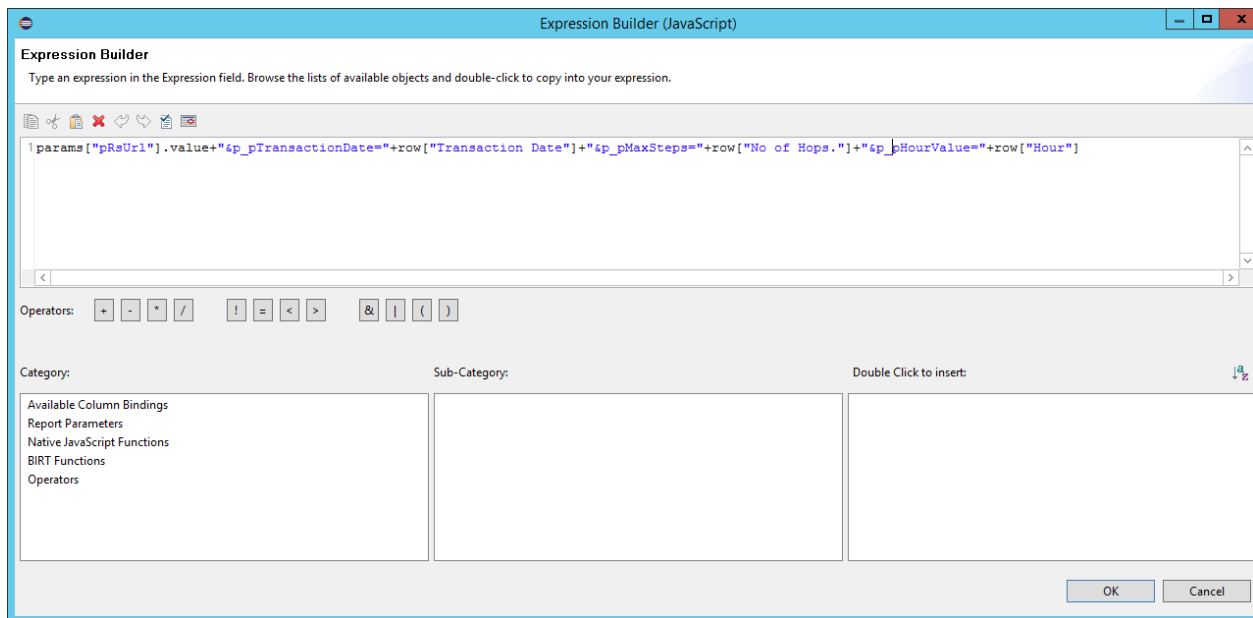 Expression Builder (JavaScript)
Expression Builder
Type an expression in the Expression field. Browse the lists of available objects and double-click to copy into your expression.
1 params["pRsUrl"].value+"&p_pTransactionDate="+row["Transaction Date"]+"&p_pMaxSteps="+row["No of Hops."]+"&p_pHourValue="+row["Hour"]
Operators: + - * / ! = < > & | ( )
Category: Sub-Category: Double Click to insert:
Available Column Bindings
Report Parameters
Native JavaScript Functions
BIRT Functions
Operators
OK Cancel